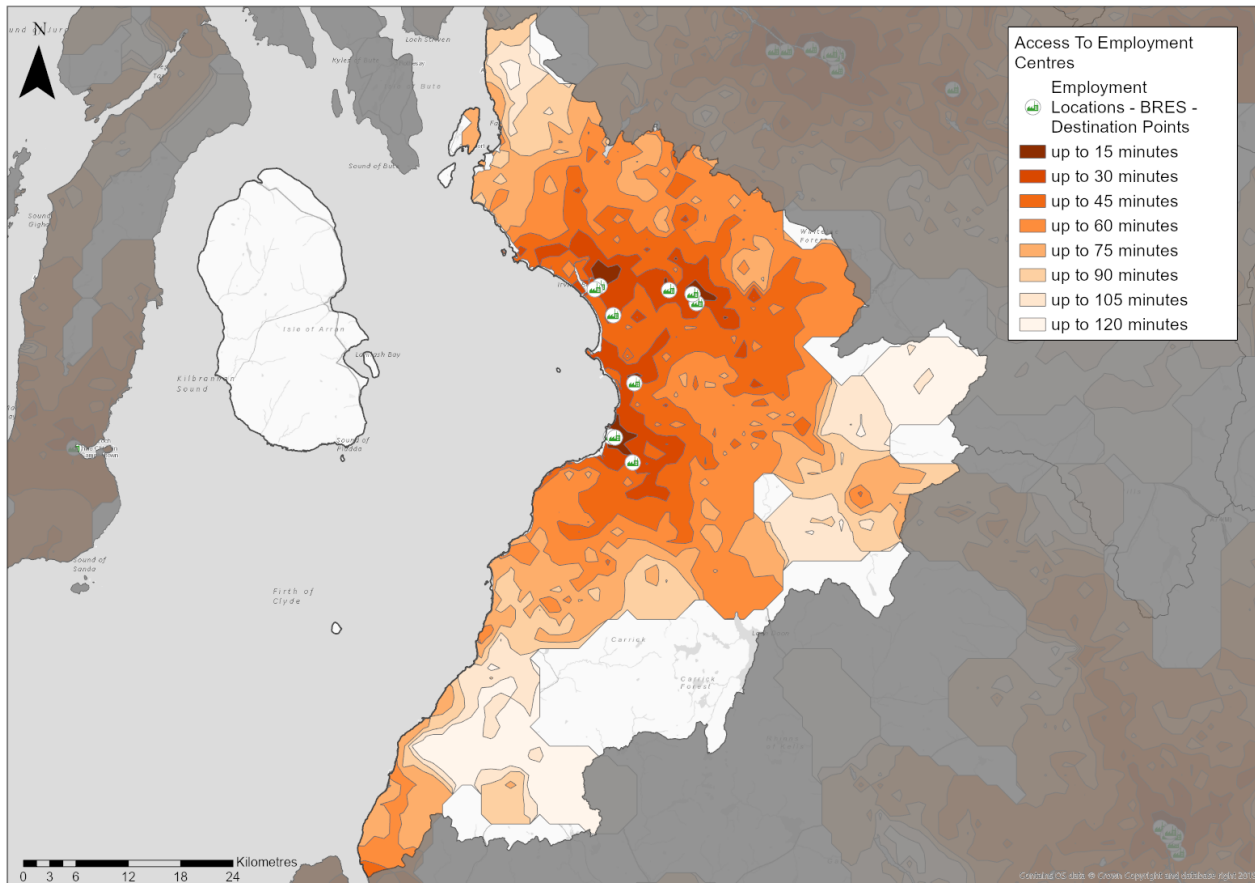 N
Access To Employment
Centres
Employment
Locations - BRES -
Destination Points
up to 15 minutes
up to 30 minutes
up to 45 minutes
up to 60 minutes
up to 75 minutes
up to 90 minutes
up to 105 minutes
up to 120 minutes
Sound of Bute
Isle of Arran
Lamlash Bay
Kilbrannan
Sound
Sound of
Pladda
Sound of
Sanda
Firth of
Clyde
Carrick
Carrick
Forest
Kilometres
0 3 6 12 18 24